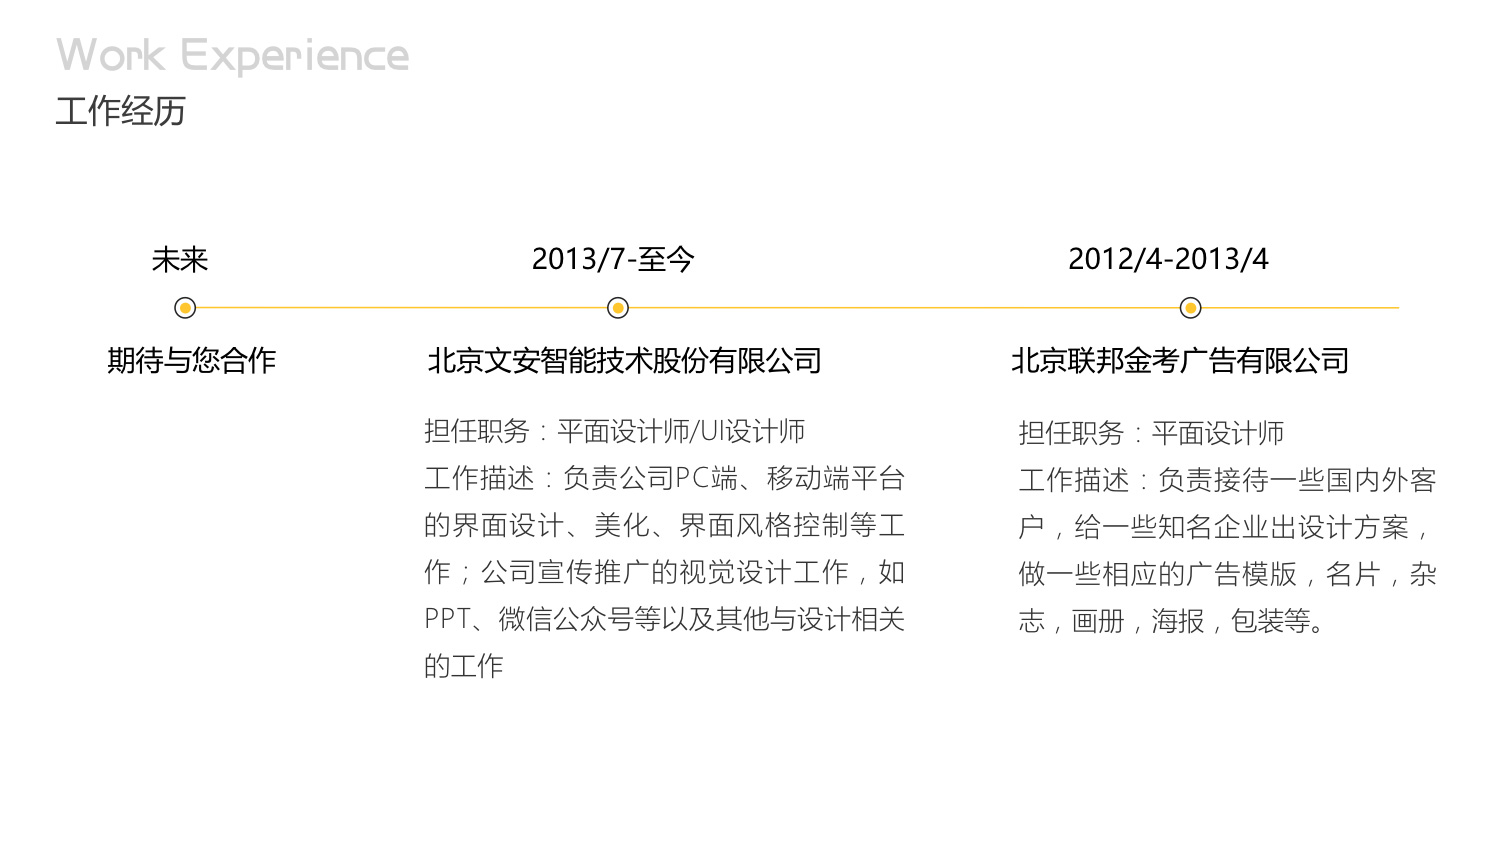 Work Experience
工作经历
未来
2013/7-至今
2012/4-2013/4
期待与您合作
北京文安智能技术股份有限公司
北京联邦金考广告有限公司
担任职务：平面设计师/UI设计师
工作描述：负责公司PC端、移动端平台
的界面设计、美化、界面风格控制等工
作；公司宣传推广的视觉设计工作，如
PPT、微信公众号等以及其他与设计相关
的工作
担任职务：平面设计师
工作描述：负责接待一些国内外客
户，给一些知名企业出设计方案，
做一些相应的广告模版，名片，杂
志，画册，海报，包装等。